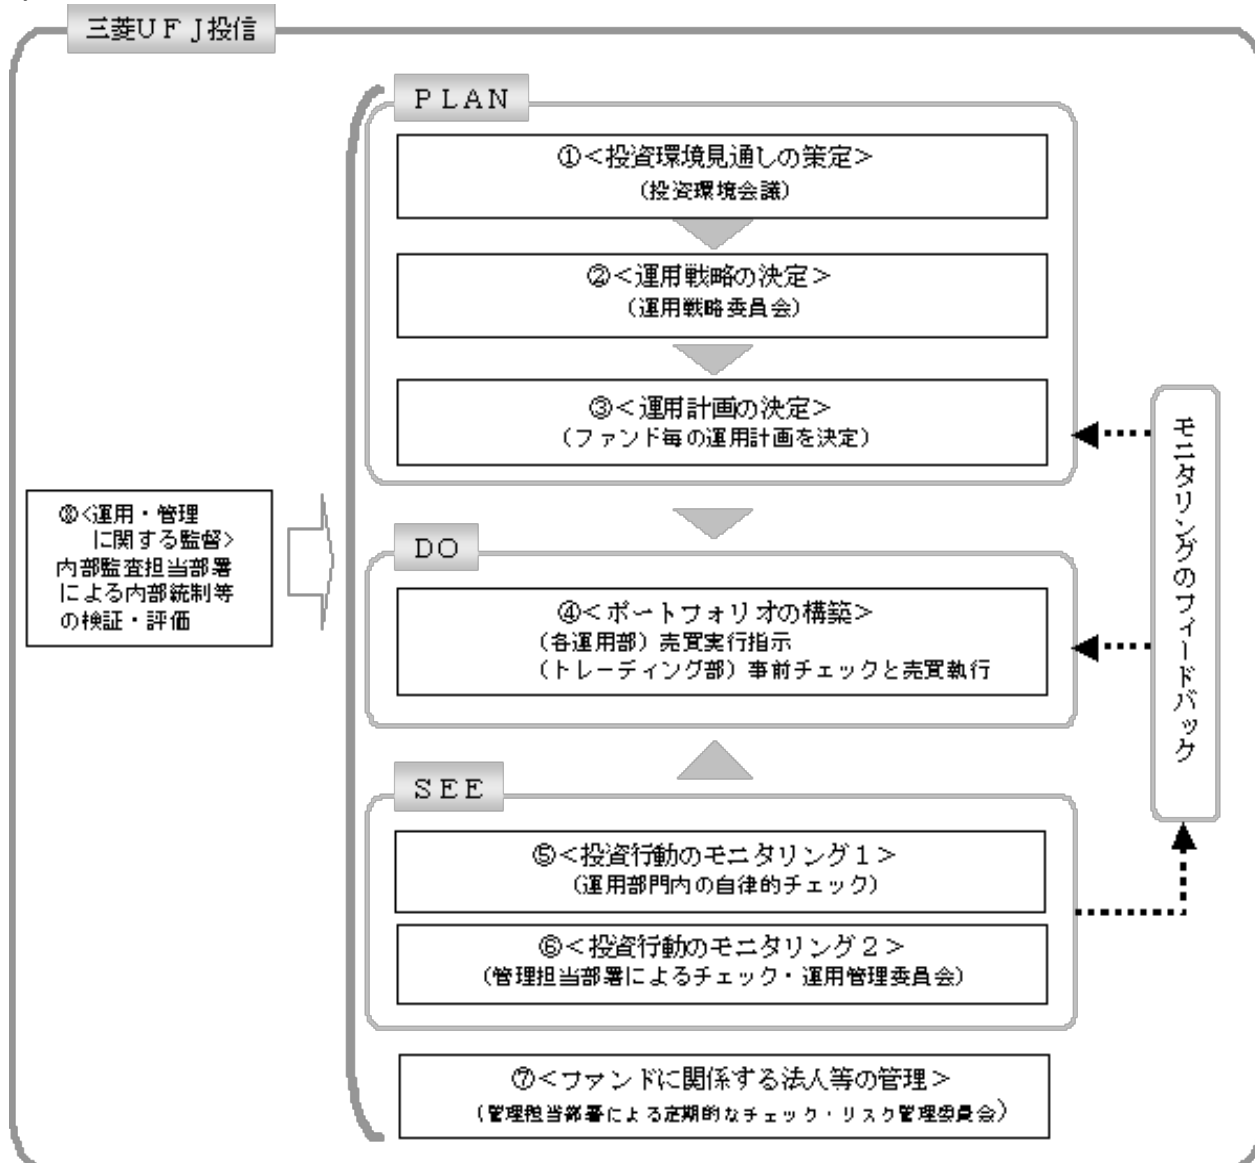 三菱ＵＦＪ投信
ＰＬＡＮ
①＜投資環境見通しの策定＞
（投資環境会議）
②＜運用戦略の決定＞
（運用戦略委員会）
③＜運用計画の決定＞
（ファンド毎の運用計画を決定）
⑧＜運用・管理
に関する監督＞
内部監査担当部署
による内部統制等
の検証・評価
ＤＯ
④＜ポートフォリオの構築＞
（各運用部）売買実行指示
（トレーディング部）事前チェックと売買執行
ＳＥＥ
⑤＜投資行動のモニタリング１＞
（運用部門内の自律的チェック）
⑥＜投資行動のモニタリング２＞
（管理担当部署によるチェック・運用管理委員会）
モニタリングのフィードバック
⑦＜ファンドに関係する法人等の管理＞
（管理担当部署による定期的なチェック・リスク管理委員会）